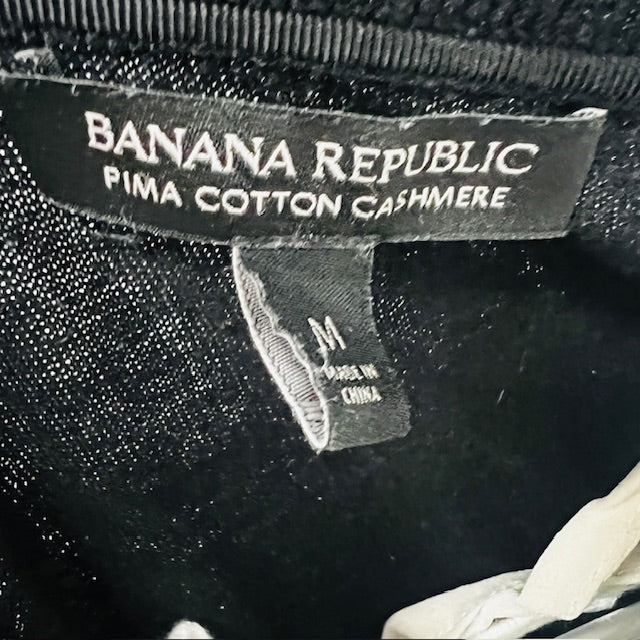 BANANA REPUBLIC
PIMA COTTON CASHMERE
M
MADE IN
CHINA